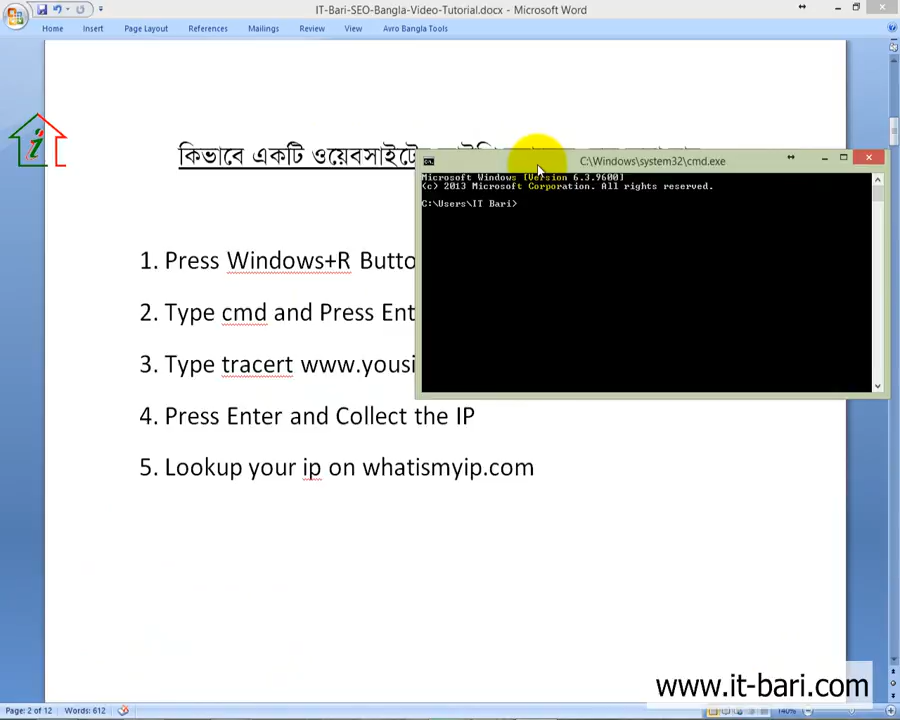 IT-Bari-SEO-Bangla-Video-Tutorial.docx - Microsoft Word
Home Insert Page Layout References Mailings Review View Avro Bangla Tools
কিভাবে একটি ওয়েবসাইটের
C:\Windows\system32\cmd.exe
Microsoft Windows [Version 6.3.9600]
(c) 2013 Microsoft Corporation. All rights reserved.
C:\Users\IT Bari>
1. Press Windows+R Butto
2. Type cmd and Press Ent
3. Type tracert www.yousi
4. Press Enter and Collect the IP
5. Lookup your ip on whatismyip.com
www.it-bari.com
Page: 2 of 12 Words: 612 140%